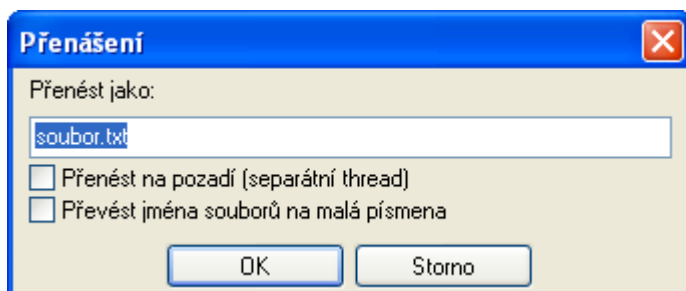 Přenášení
Přenést jako:
soubor.txt
Přenést na pozadí (separátní thread)
Převést jména souborů na malá písmena
OK
Storno